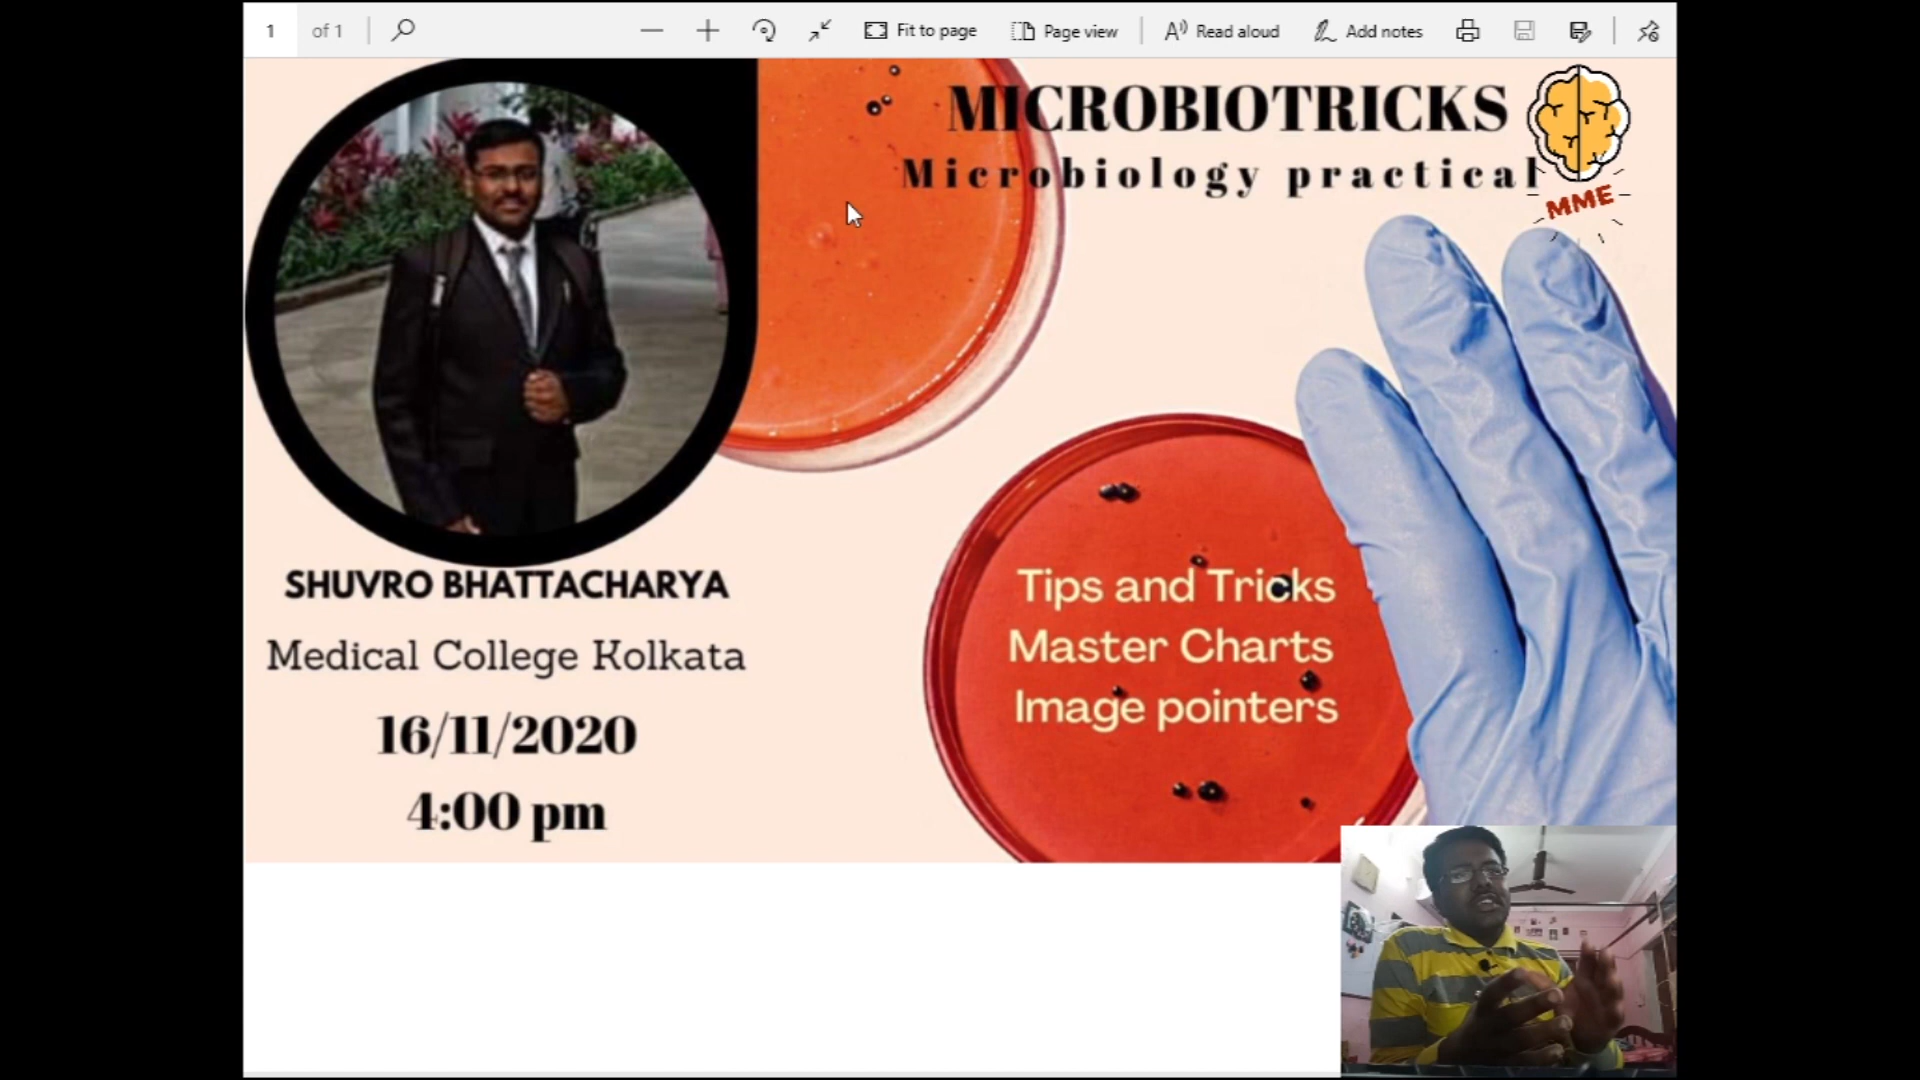 1 of 1 Fit to page Page view Read aloud Add notes
MICROBIOTRICKS
Microbiology practical
MME
SHUVRO BHATTACHARYA
Medical College Kolkata
16/11/2020
4:00 pm
Tips and Tricks
Master Charts
Image pointers